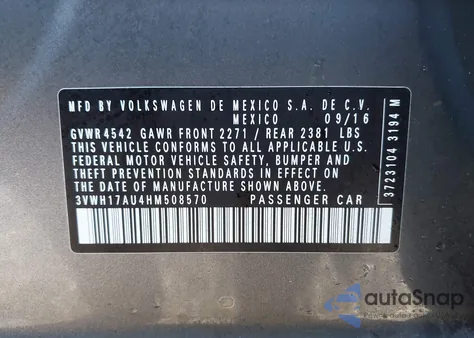 MFD BY VOLKSWAGEN DE MEXICO S.A. DE C.V.
MEXICO 09/16
GVWR 4542 GAWR FRONT 2271 / REAR 2381 LBS
THIS VEHICLE CONFORMS TO ALL APPLICABLE U.S.
FEDERAL MOTOR VEHICLE SAFETY, BUMPER AND
THEFT PREVENTION STANDARDS IN EFFECT ON THE
DATE OF MANUFACTURE SHOWN ABOVE.
3VWH17AU4HM508570 PASSENGER CAR
3723104 3194 M
autoSnap